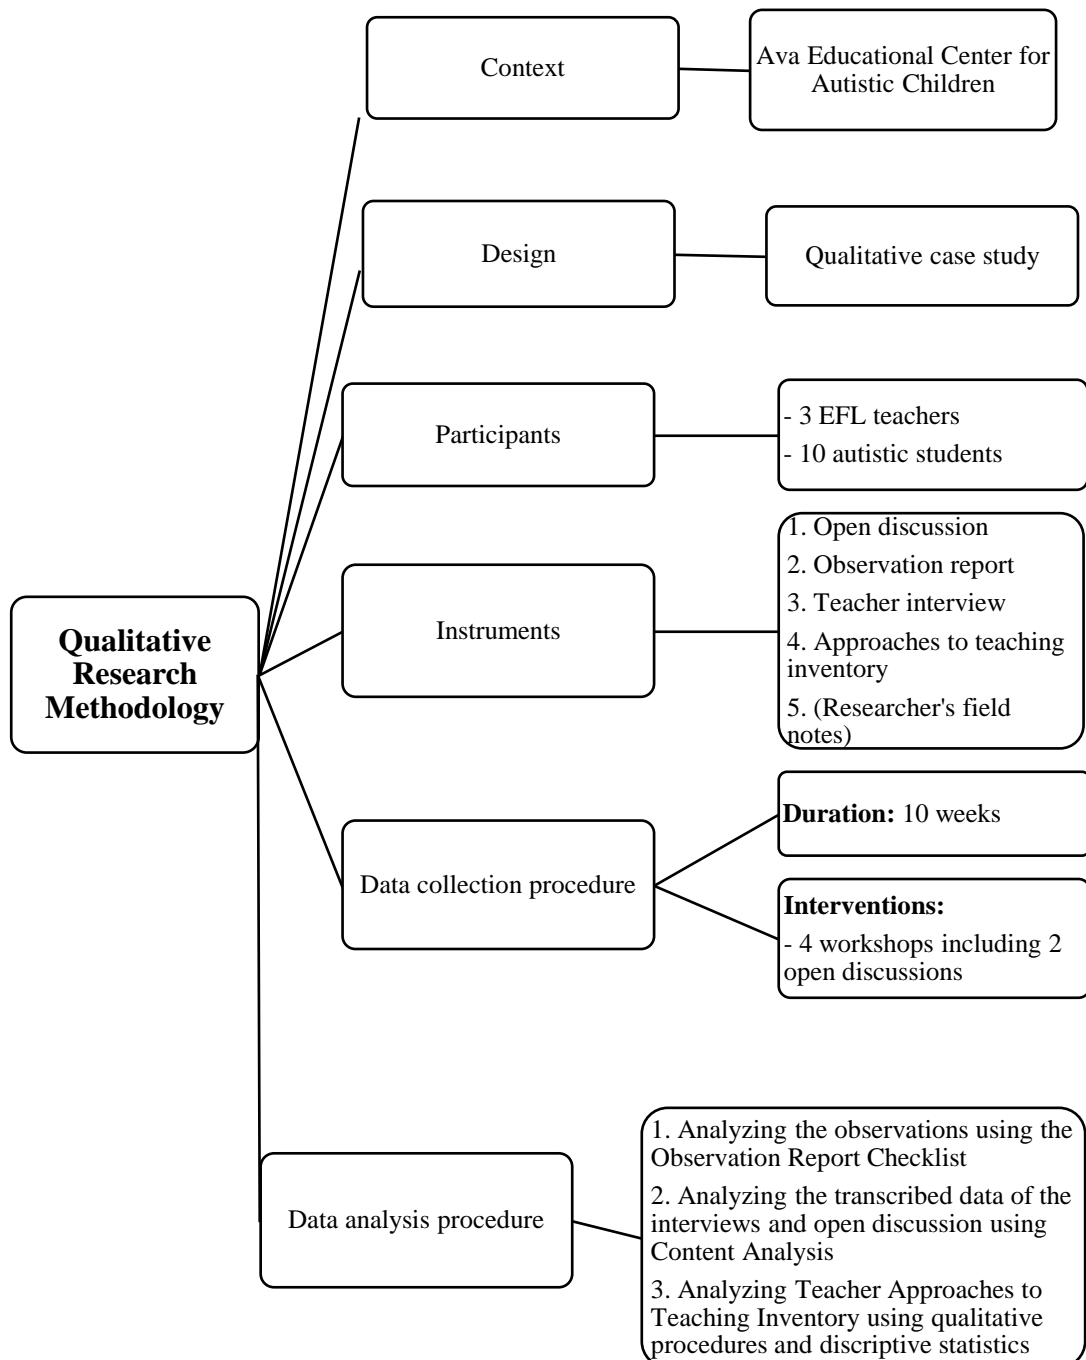 Context
Ava Educational Center for
Autistic Children
Design
Qualitative case study
Participants
- 3 EFL teachers
- 10 autistic students
Instruments
1. Open discussion
2. Observation report
3. Teacher interview
4. Approaches to teaching
inventory
5. (Researcher's field
notes)
Qualitative
Research
Methodology
Data collection procedure
Duration: 10 weeks
Interventions:
- 4 workshops including 2
open discussions
Data analysis procedure
1. Analyzing the observations using the
Observation Report Checklist
2. Analyzing the transcribed data of the
interviews and open discussion using
Content Analysis
3. Analyzing Teacher Approaches to
Teaching Inventory using qualitative
procedures and discriptive statistics